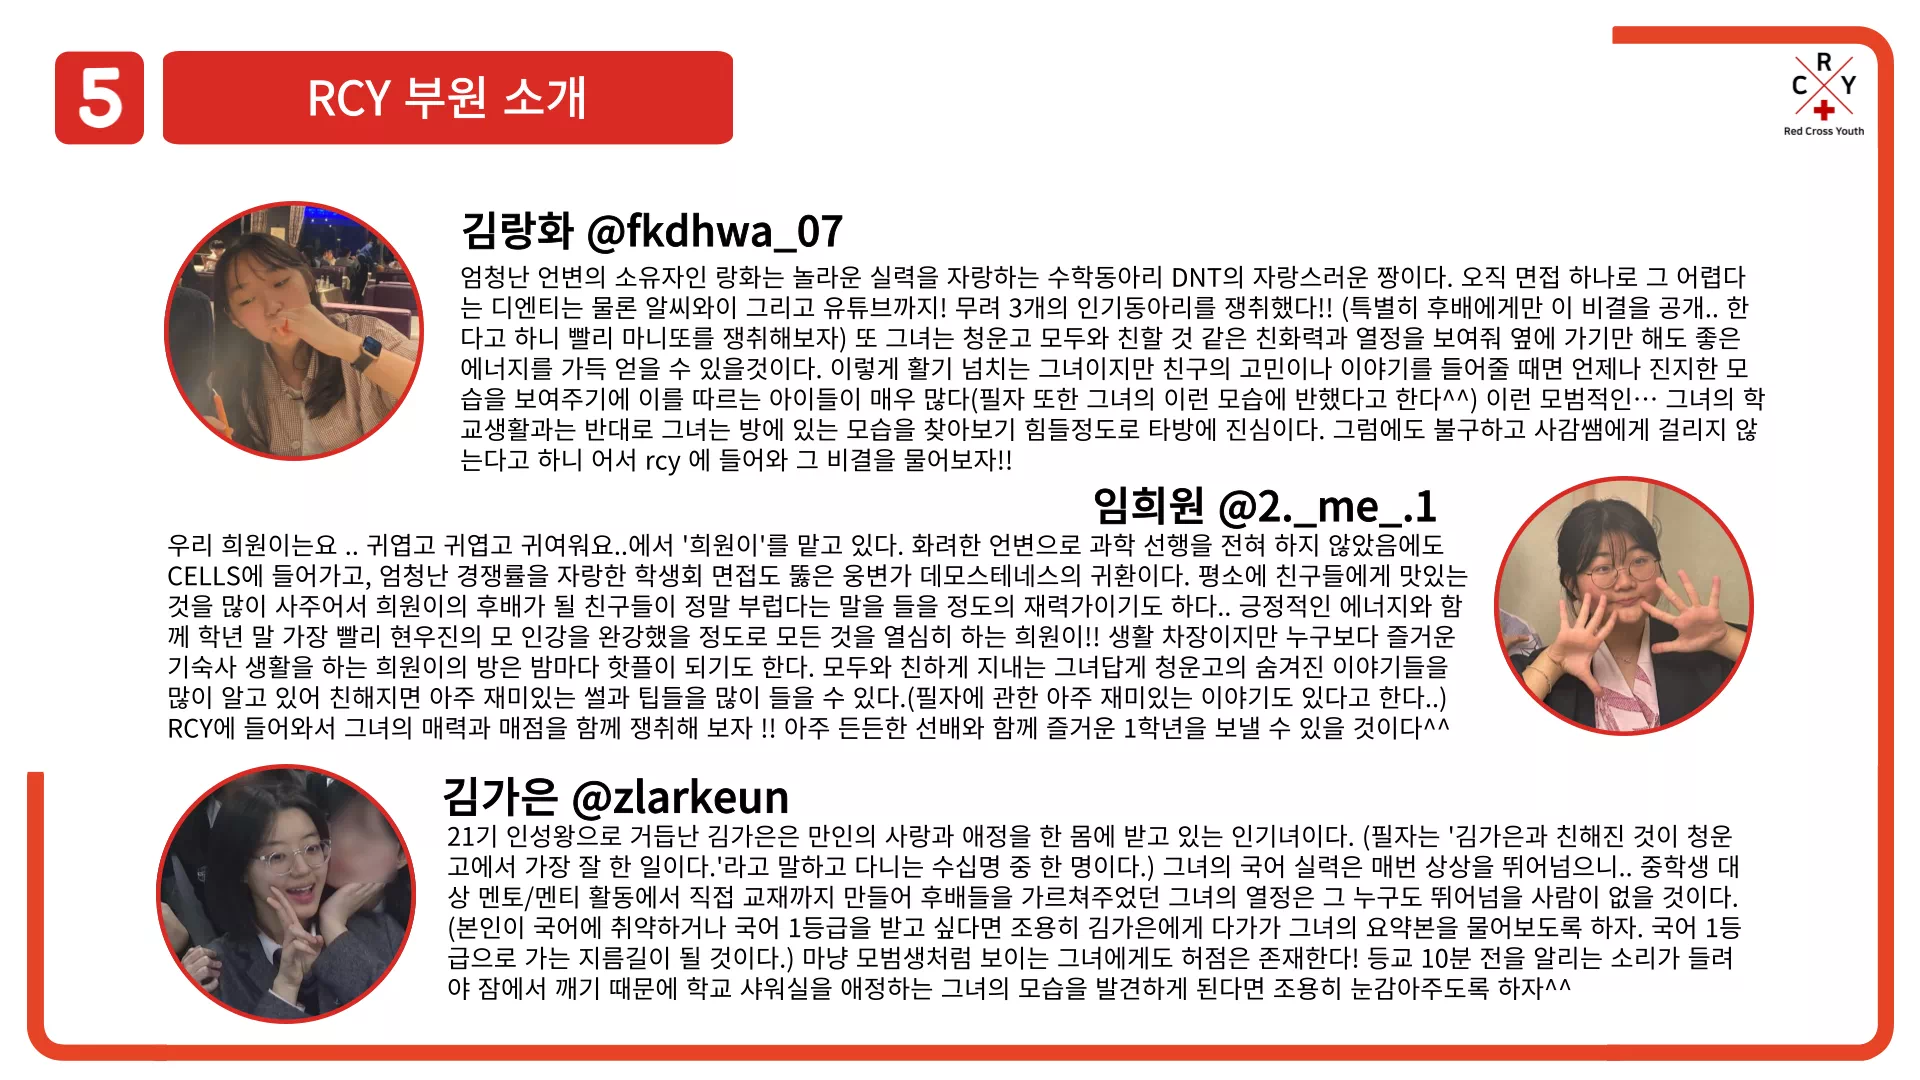 5
RCY 부원 소개
R
C Y
Red Cross Youth
김랑화 @fkdhwa_07
엄청난 언변의 소유자인 랑화는 놀라운 실력을 자랑하는 수학동아리 DNT의 자랑스러운 짱이다. 오직 면접 하나로 그 어렵다
는 디엔티는 물론 알씨와이 그리고 유튜브까지! 무려 3개의 인기동아리를 쟁취했다!! (특별히 후배에게만 이 비결을 공개.. 한
다고 하니 빨리 마니또를 쟁취해보자) 또 그녀는 청운고 모두와 친할 것 같은 친화력과 열정을 보여줘 옆에 가기만 해도 좋은
에너지를 가득 얻을 수 있을것이다. 이렇게 활기 넘치는 그녀이지만 친구의 고민이나 이야기를 들어줄 때면 언제나 진지한 모
습을 보여주기에 이를 따르는 아이들이 매우 많다(필자 또한 그녀의 이런 모습에 반했다고 한다^^) 이런 모범적인… 그녀의 학
교생활과는 반대로 그녀는 방에 있는 모습을 찾아보기 힘들정도로 타방에 진심이다. 그럼에도 불구하고 사감쌤에게 걸리지 않
는다고 하니 어서 rcy 에 들어와 그 비결을 물어보자!!
임희원 @2._me_.1
우리 희원이는요 .. 귀엽고 귀엽고 귀여워요..에서 '희원이'를 맡고 있다. 화려한 언변으로 과학 선행을 전혀 하지 않았음에도
CELLS에 들어가고, 엄청난 경쟁률을 자랑한 학생회 면접도 뚫은 웅변가 데모스테네스의 귀환이다. 평소에 친구들에게 맛있는
것을 많이 사주어서 희원이의 후배가 될 친구들이 정말 부럽다는 말을 들을 정도의 재력가이기도 하다.. 긍정적인 에너지와 함
께 학년 말 가장 빨리 현우진의 모 인강을 완강했을 정도로 모든 것을 열심히 하는 희원이!! 생활 차장이지만 누구보다 즐거운
기숙사 생활을 하는 희원이의 방은 밤마다 핫플이 되기도 한다. 모두와 친하게 지내는 그녀답게 청운고의 숨겨진 이야기들을
많이 알고 있어 친해지면 아주 재미있는 썰과 팁들을 많이 들을 수 있다.(필자에 관한 아주 재미있는 이야기도 있다고 한다..)
RCY에 들어와서 그녀의 매력과 매점을 함께 쟁취해 보자 !! 아주 든든한 선배와 함께 즐거운 1학년을 보낼 수 있을 것이다^^
김가은 @zlarkeun
21기 인성왕으로 거듭난 김가은은 만인의 사랑과 애정을 한 몸에 받고 있는 인기녀이다. (필자는 '김가은과 친해진 것이 청운
고에서 가장 잘 한 일이다.'라고 말하고 다니는 수십명 중 한 명이다.) 그녀의 국어 실력은 매번 상상을 뛰어넘으니.. 중학생 대
상 멘토/멘티 활동에서 직접 교재까지 만들어 후배들을 가르쳐주었던 그녀의 열정은 그 누구도 뛰어넘을 사람이 없을 것이다.
(본인이 국어에 취약하거나 국어 1등급을 받고 싶다면 조용히 김가은에게 다가가 그녀의 요약본을 물어보도록 하자. 국어 1등
급으로 가는 지름길이 될 것이다.) 마냥 모범생처럼 보이는 그녀에게도 허점은 존재한다! 등교 10분 전을 알리는 소리가 들려
야 잠에서 깨기 때문에 학교 샤워실을 애정하는 그녀의 모습을 발견하게 된다면 조용히 눈감아주도록 하자^^